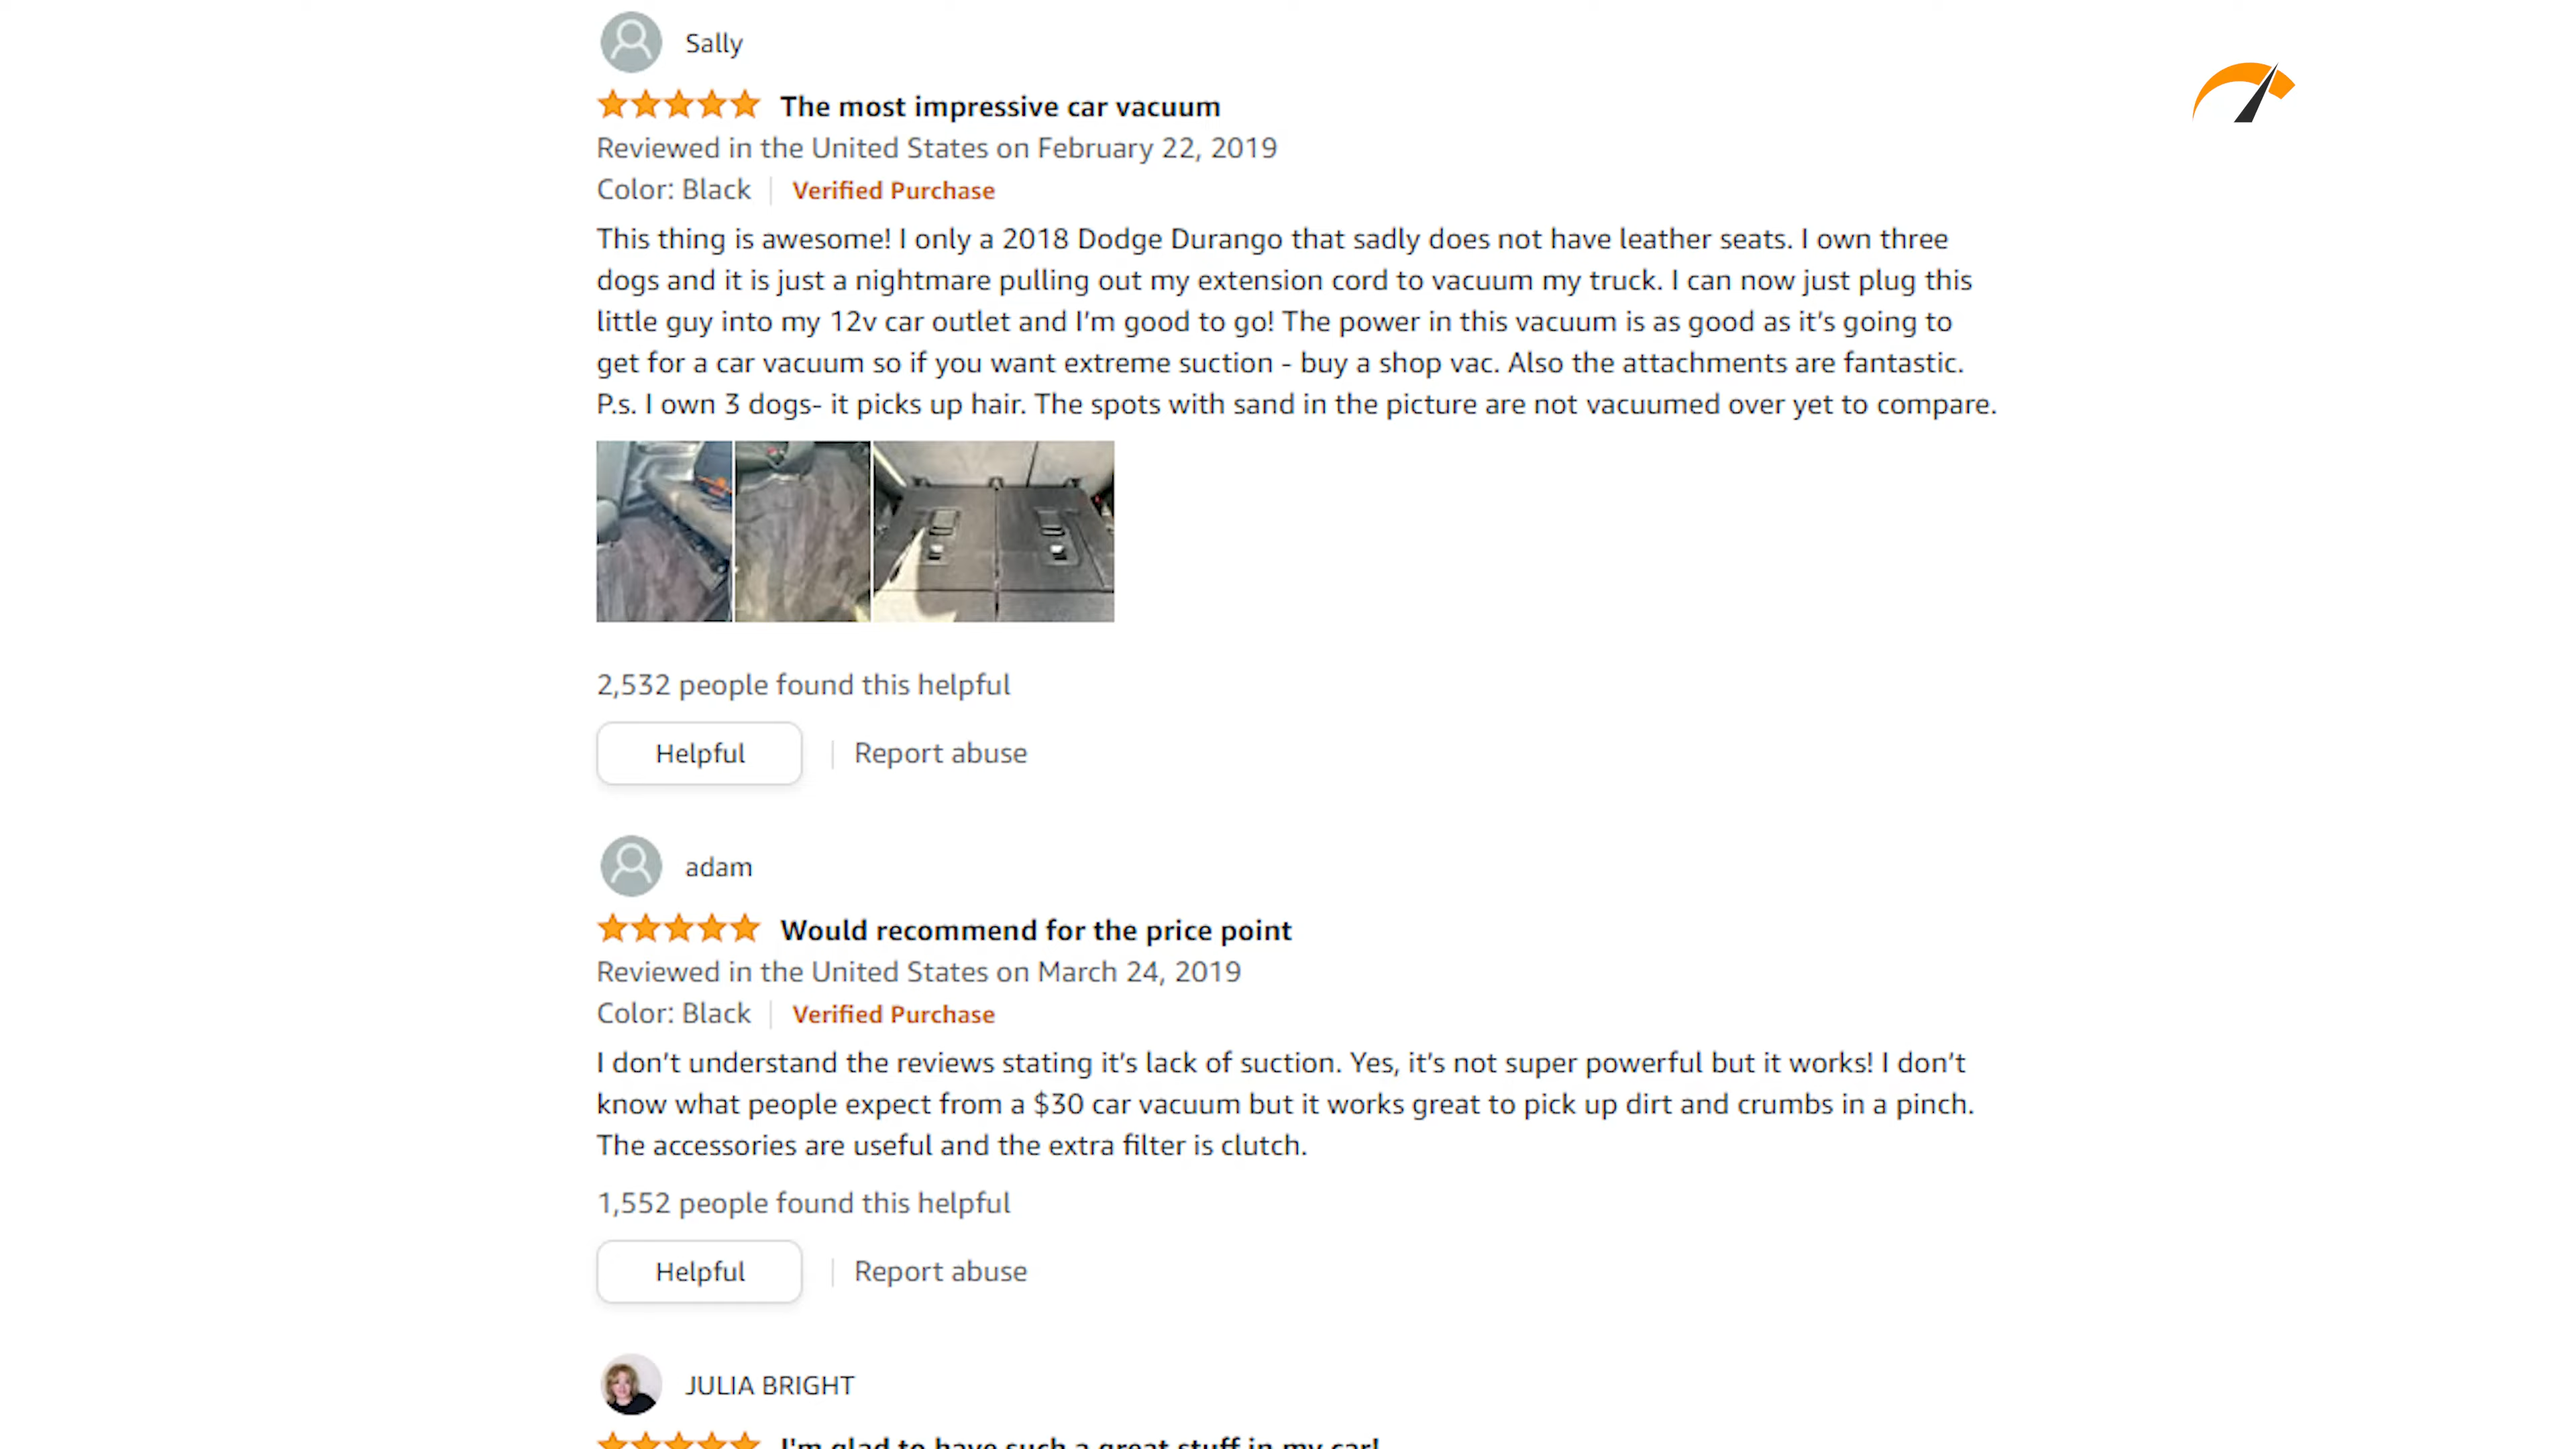 Sally
The most impressive car vacuum
Reviewed in the United States on February 22, 2019
Color: Black | Verified Purchase
This thing is awesome! I only a 2018 Dodge Durango that sadly does not have leather seats. I own three
dogs and it is just a nightmare pulling out my extension cord to vacuum my truck. I can now just plug this
little guy into my 12v car outlet and I’m good to go! The power in this vacuum is as good as it’s going to
get for a car vacuum so if you want extreme suction - buy a shop vac. Also the attachments are fantastic.
P.s. I own 3 dogs- it picks up hair. The spots with sand in the picture are not vacuumed over yet to compare.
2,532 people found this helpful
Helpful | Report abuse
adam
Would recommend for the price point
Reviewed in the United States on March 24, 2019
Color: Black | Verified Purchase
I don’t understand the reviews stating it’s lack of suction. Yes, it’s not super powerful but it works! I don’t
know what people expect from a $30 car vacuum but it works great to pick up dirt and crumbs in a pinch.
The accessories are useful and the extra filter is clutch.
1,552 people found this helpful
Helpful | Report abuse
JULIA BRIGHT
I'm glad to have such a great stuff in my car!